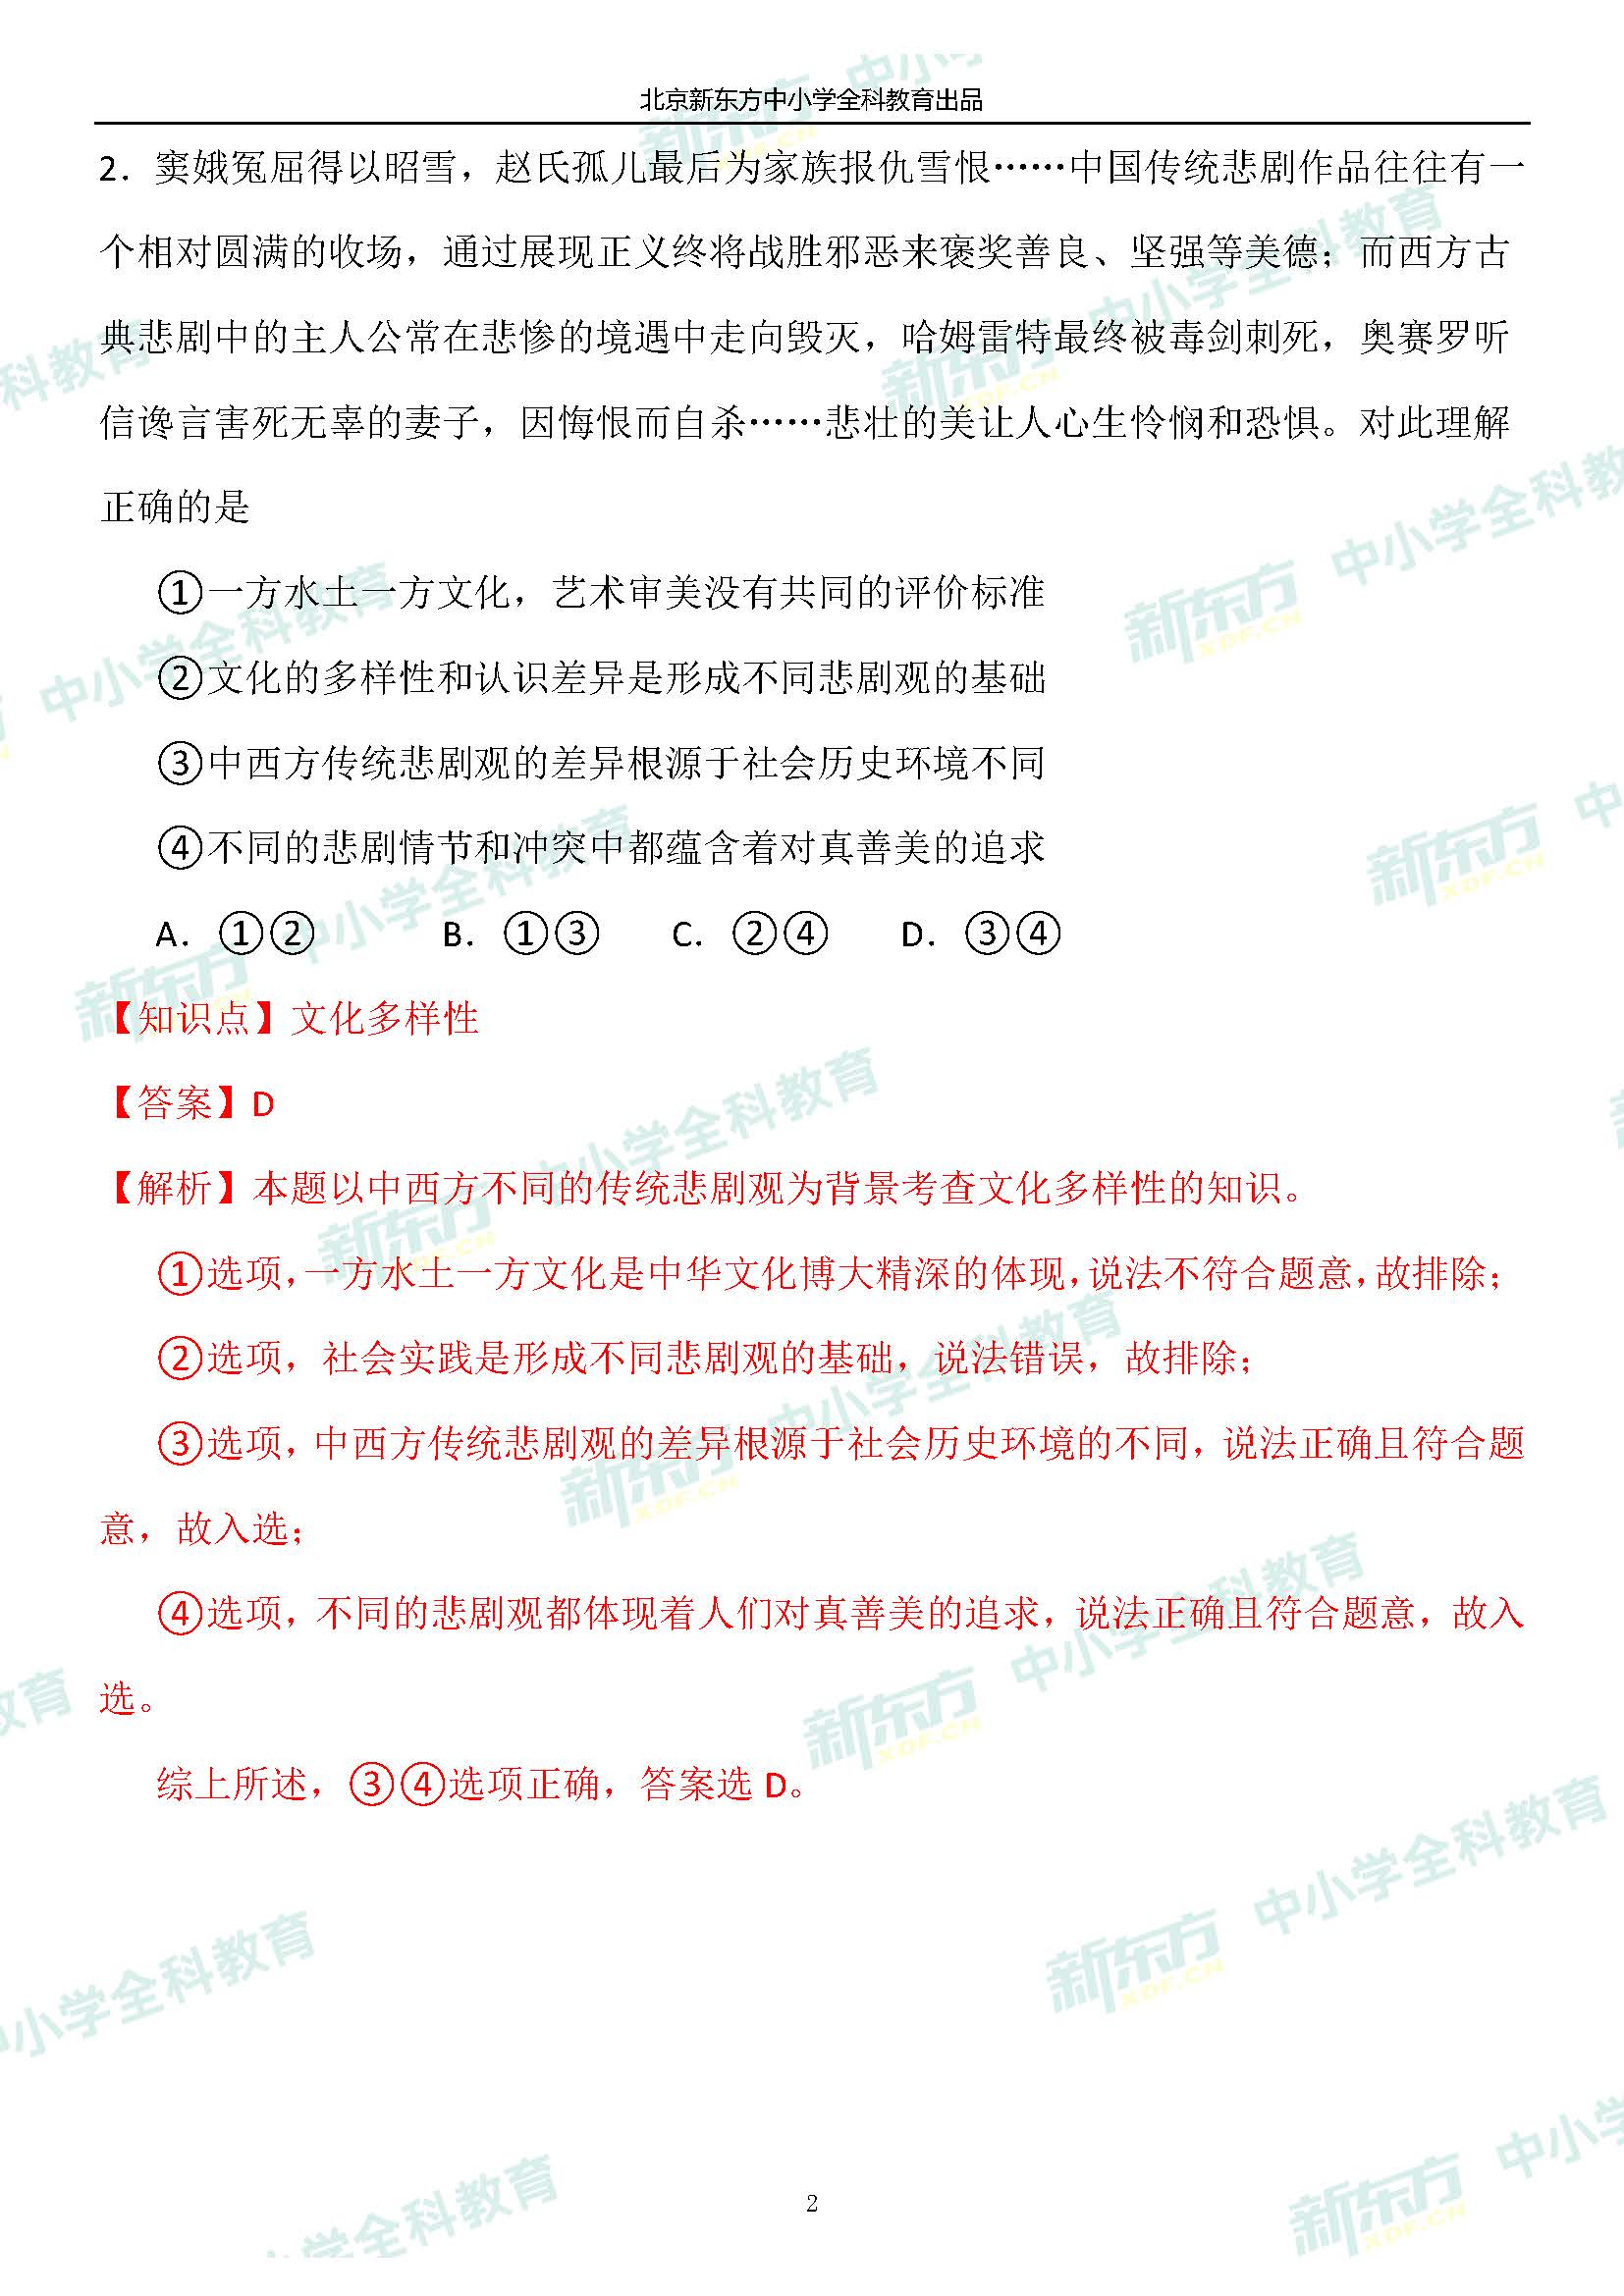 北京新东方中小学全科教育出品
2．窦娥冤屈得以昭雪，赵氏孤儿最后为家族报仇雪恨……中国传统悲剧作品往往有一
个相对圆满的收场，通过展现正义终将战胜邪恶来褒奖善良、坚强等美德；而西方古
典悲剧中的主人公常在悲惨的境遇中走向毁灭，哈姆雷特最终被毒剑刺死，奥赛罗听
信谗言害死无辜的妻子，因悔恨而自杀……悲壮的美让人心生怜悯和恐惧。对此理解
正确的是
①一方水土一方文化，艺术审美没有共同的评价标准
②文化的多样性和认识差异是形成不同悲剧观的基础
③中西方传统悲剧观的差异根源于社会历史环境不同
④不同的悲剧情节和冲突中都蕴含着对真善美的追求
A．①② B．①③ C．②④ D．③④
【知识点】文化多样性
【答案】D
【解析】本题以中西方不同的传统悲剧观为背景考查文化多样性的知识。
①选项，一方水土一方文化是中华文化博大精深的体现，说法不符合题意，故排除；
②选项，社会实践是形成不同悲剧观的基础，说法错误，故排除；
③选项，中西方传统悲剧观的差异根源于社会历史环境的不同，说法正确且符合题
意，故入选；
④选项，不同的悲剧观都体现着人们对真善美的追求，说法正确且符合题意，故入
选。
综上所述，③④选项正确，答案选 D。
2